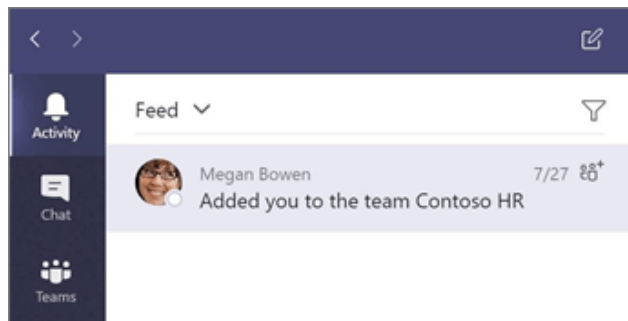 Activity
Chat
Teams
Feed
Megan Bowen 7/27
Added you to the team Contoso HR